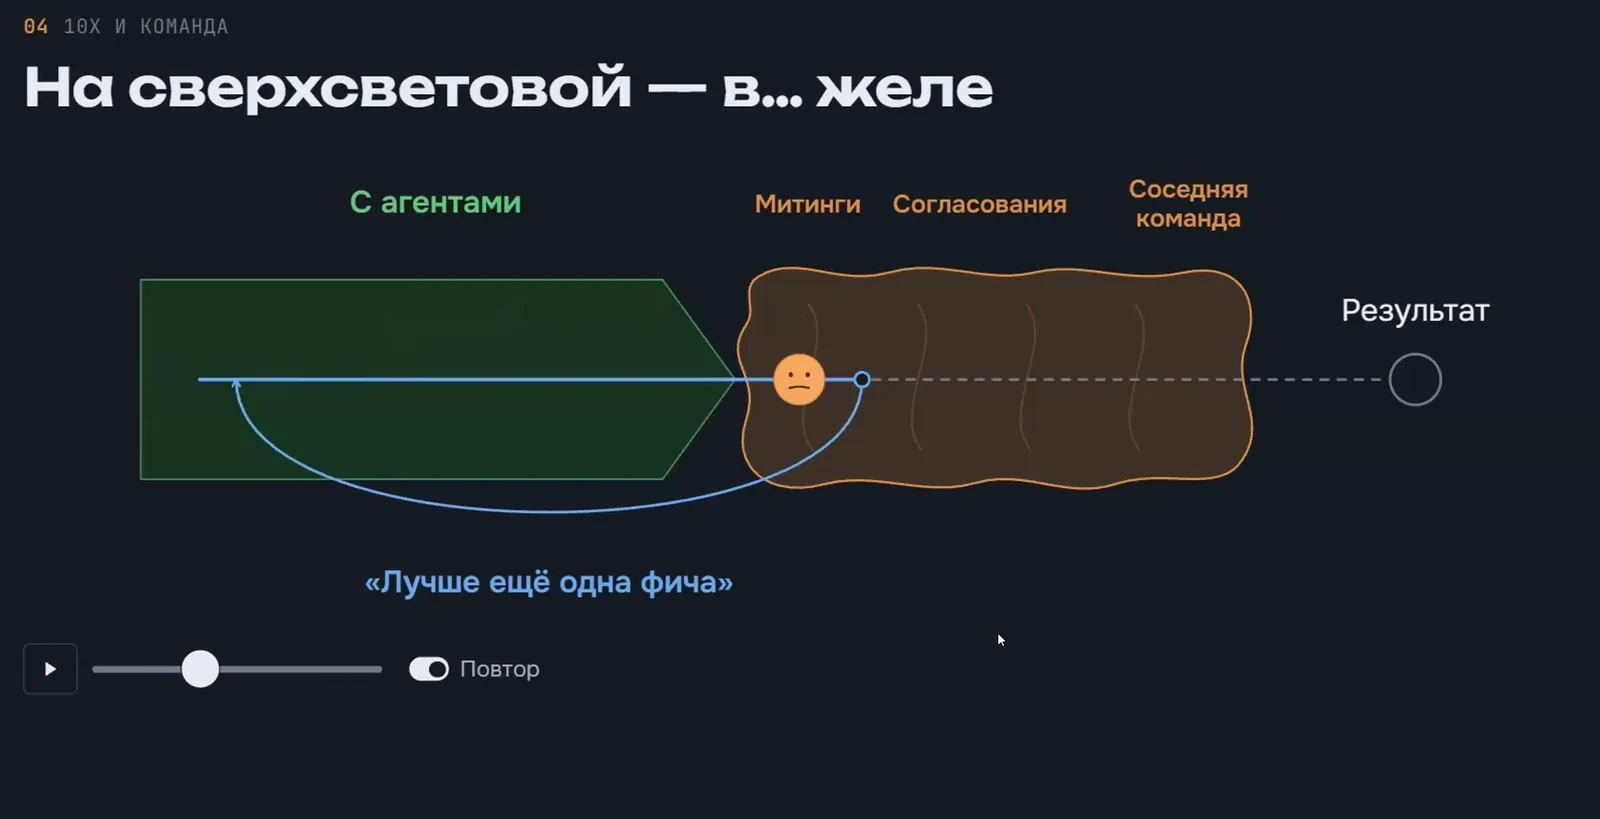 04 10X И КОМАНДА
На сверхсветовой — в... желе
С агентами
Митинги
Согласования
Соседняя
команда
Результат
«Лучше ещё одна фича»
Повтор